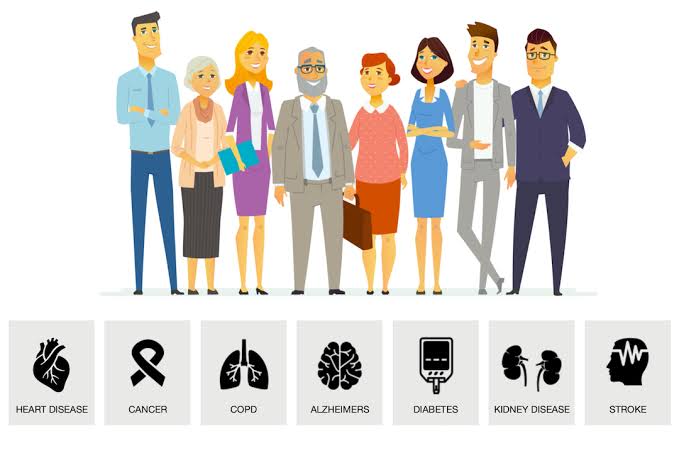 HEART DISEASE
CANCER
COPD
ALZHEIMERS
DIABETES
KIDNEY DISEASE
STROKE